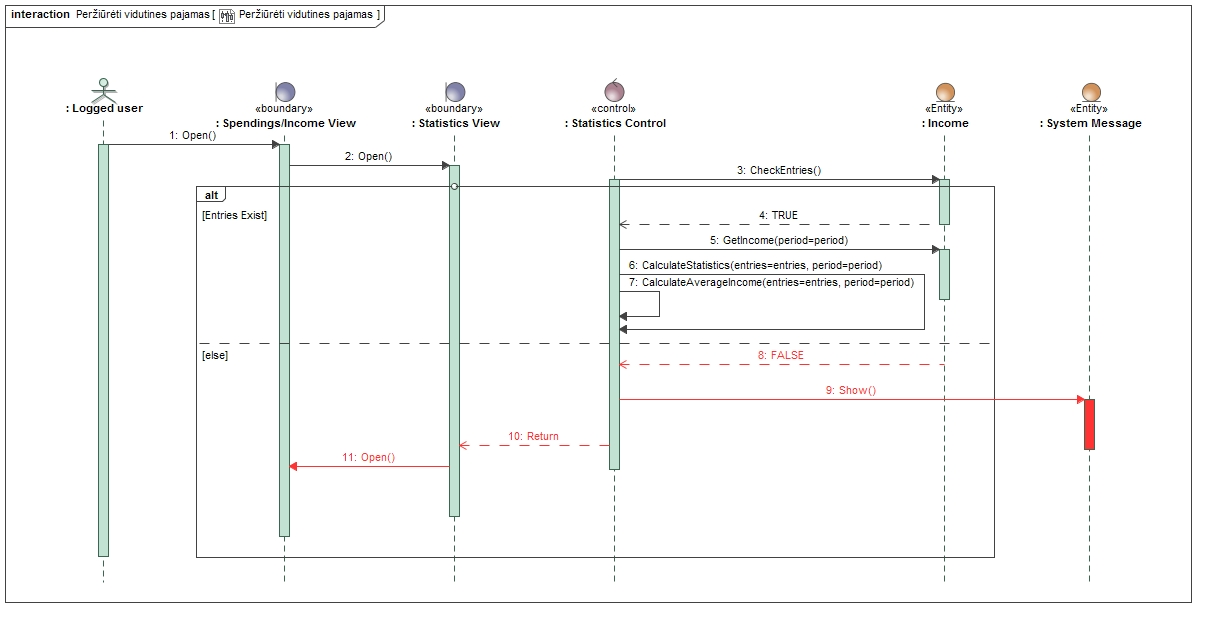 interaction Peržiūrėti vidutines pajamas [ Peržiūrėti vidutines pajamas ]
: Logged user
«boundary»
: Spendings/Income View
«boundary»
: Statistics View
«control»
: Statistics Control
«Entity»
: Income
«Entity»
: System Message
1: Open()
2: Open()
3: CheckEntries()
alt
[Entries Exist]
4: TRUE
5: GetIncome(period=period)
6: CalculateStatistics(entries=entries, period=period)
7: CalculateAverageIncome(entries=entries, period=period)
[else]
8: FALSE
9: Show()
10: Return
11: Open()